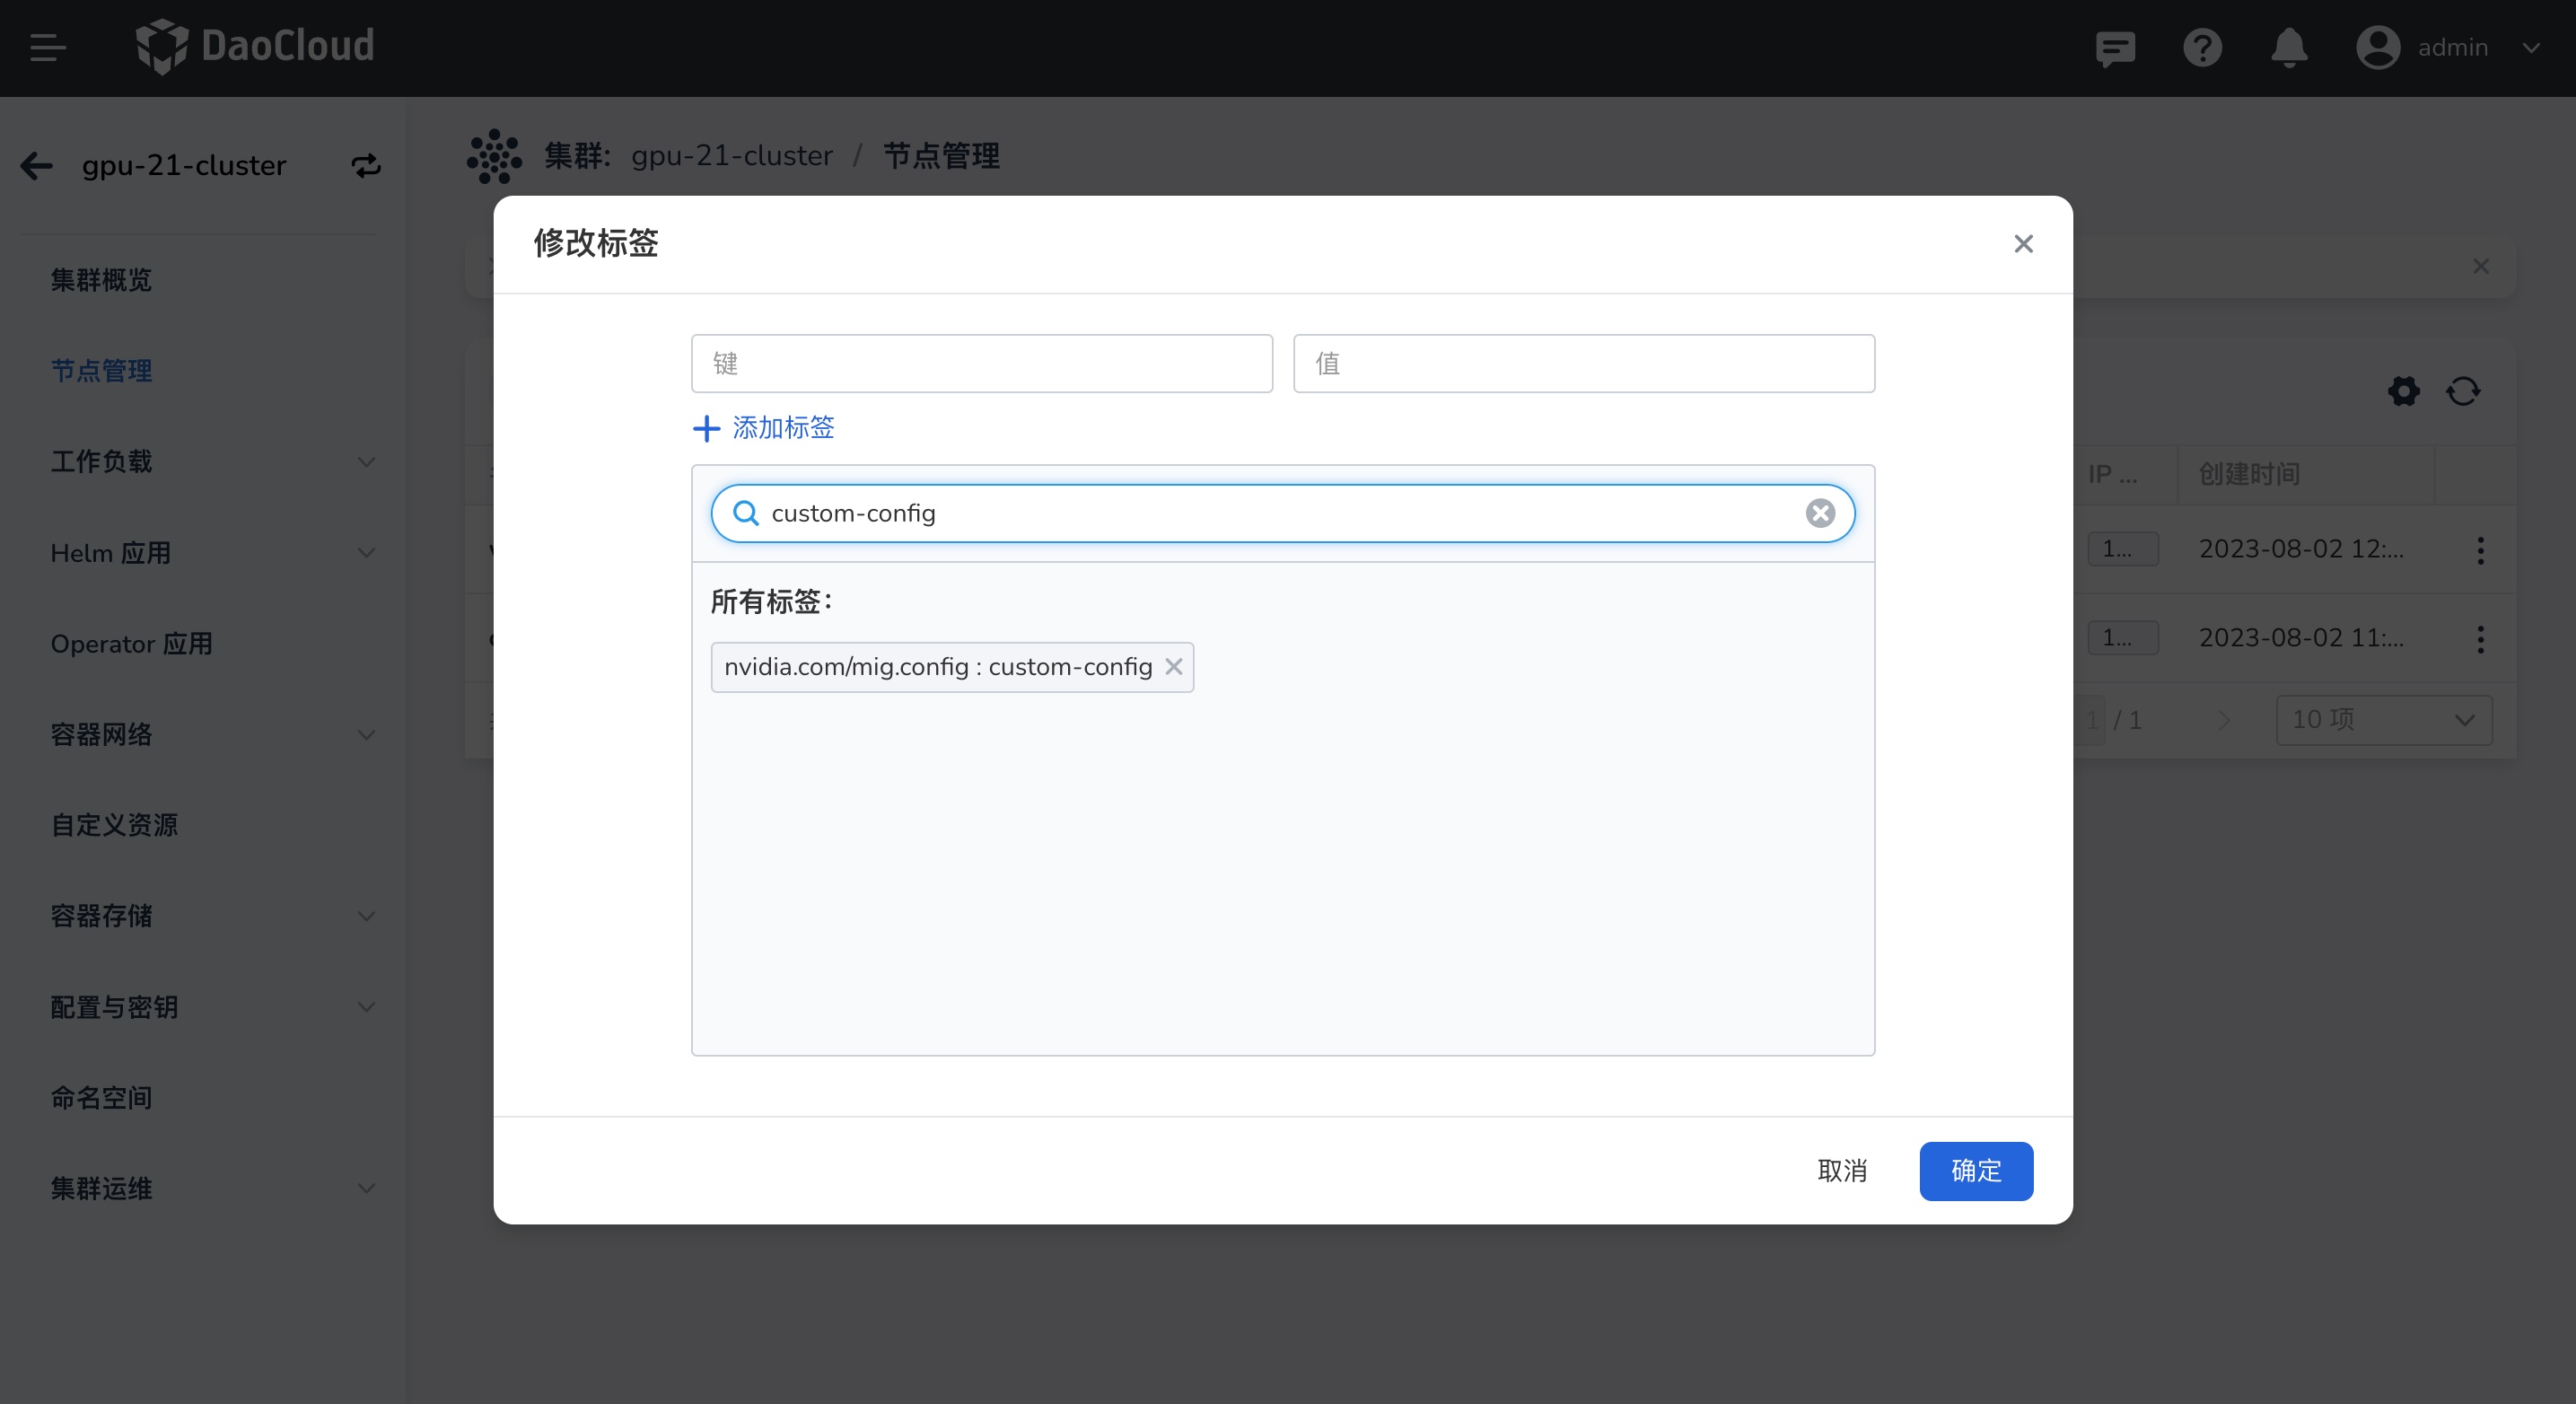 DaoCloud
admin
gpu-21-cluster
集群: gpu-21-cluster / 节点管理
修改标签
集群概览
节点管理
工作负载
Helm 应用
Operator 应用
容器网络
自定义资源
容器存储
配置与密钥
命名空间
集群运维
键
值
添加标签
custom-config
所有标签:
nvidia.com/mig.config : custom-config
IP ...
创建时间
1...
2023-08-02 12:...
1...
2023-08-02 11:...
1 / 1
10 项
取消
确定